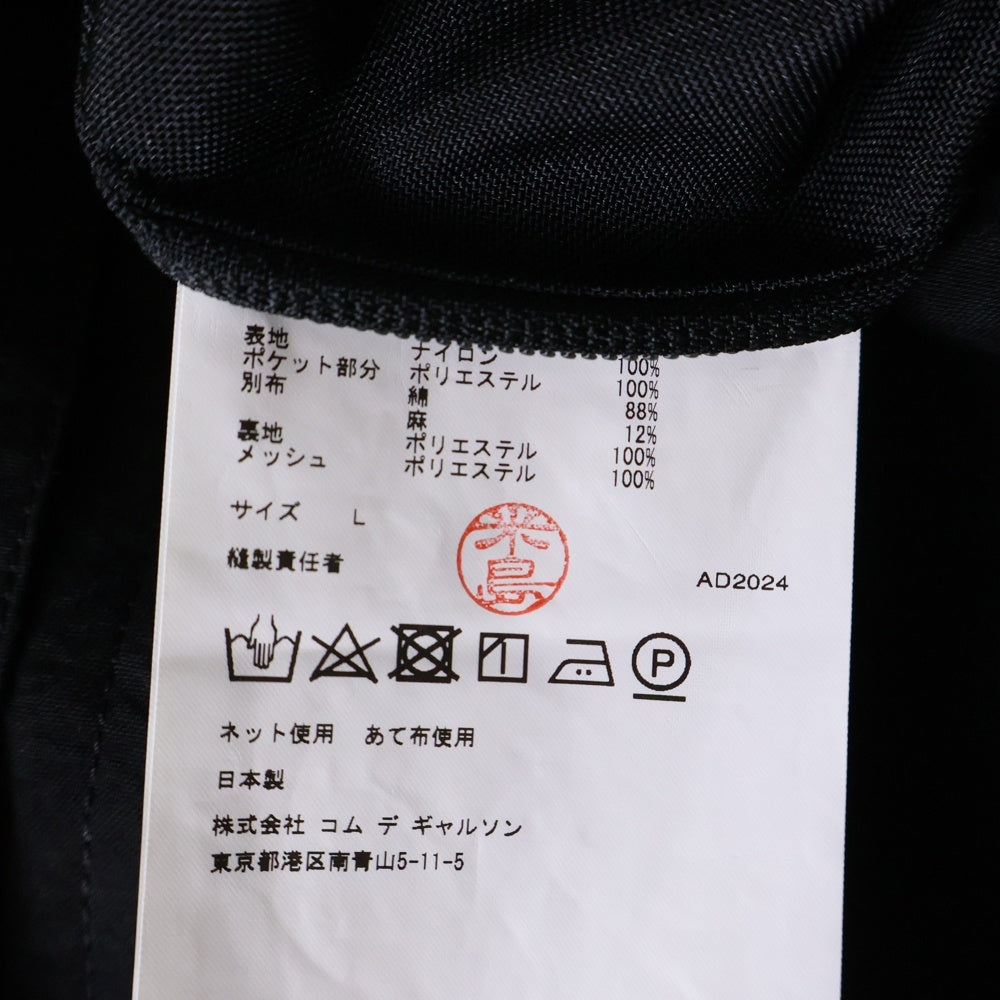 表地 ナイロン 100%
ポケット部分 ポリエステル 100%
別布 綿 88%
麻 12%
裏地 ポリエステル 100%
メッシュ ポリエステル 100%
サイズ L
縫製責任者 米島
AD2024
P
ネット使用 あて布使用
日本製
株式会社 コム デ ギャルソン
東京都港区南青山5-11-5